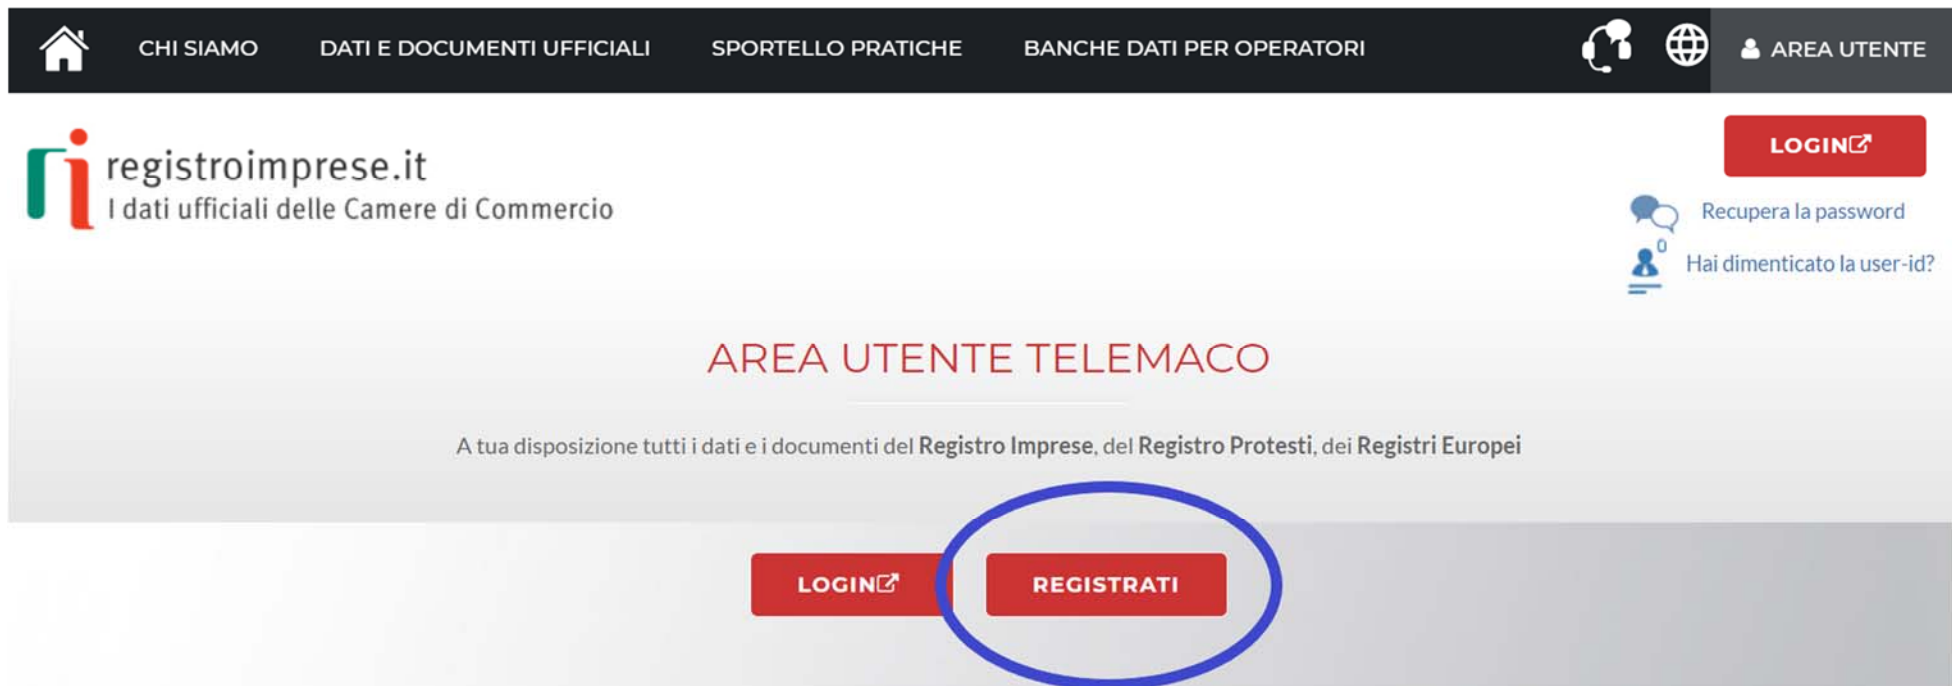 CHI SIAMO DATI E DOCUMENTI UFFICIALI SPORTELLO PRATICHE BANCHE DATI PER OPERATORI AREA UTENTE
LOGIN
registroimprese.it
I dati ufficiali delle Camere di Commercio
Recupera la password
Hai dimenticato la user-id?
AREA UTENTE TELEMACO
A tua disposizione tutti i dati e i documenti del Registro Imprese, del Registro Protesti, dei Registri Europei
LOGIN REGISTRATI